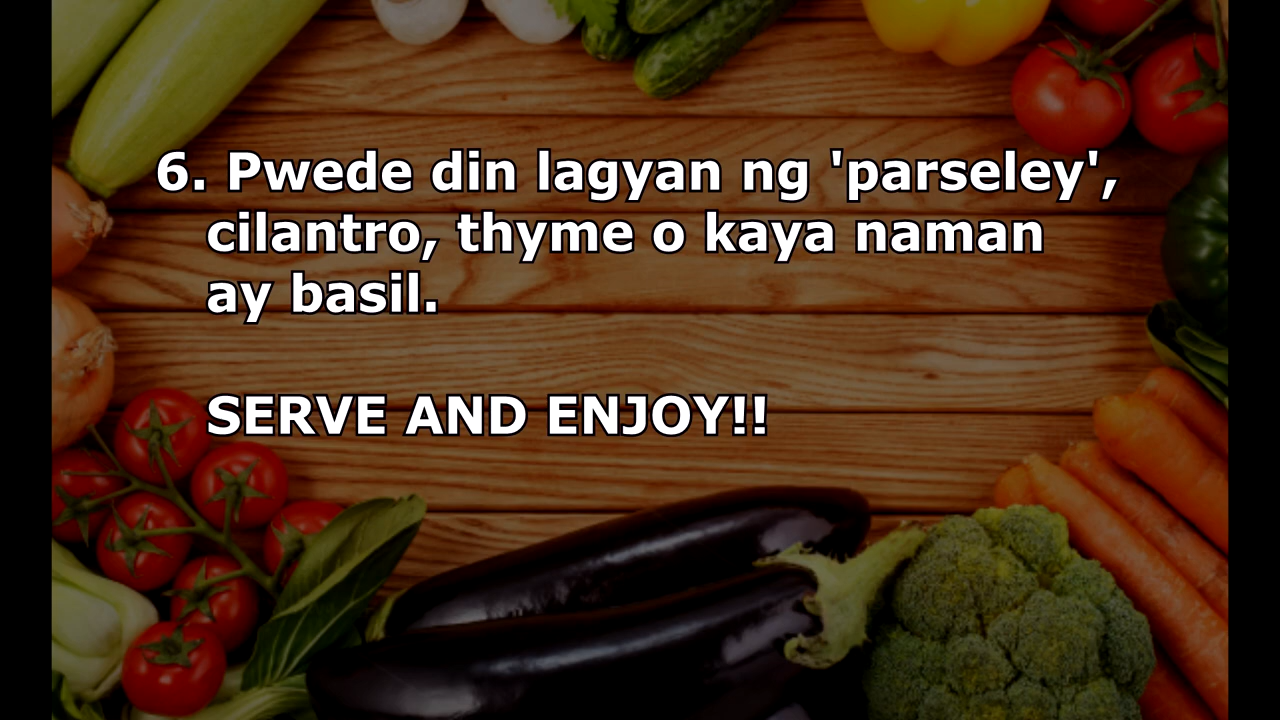 6. Pwede din lagyan ng 'parseley',
cilantro, thyme o kaya naman
ay basil.
SERVE AND ENJOY!!